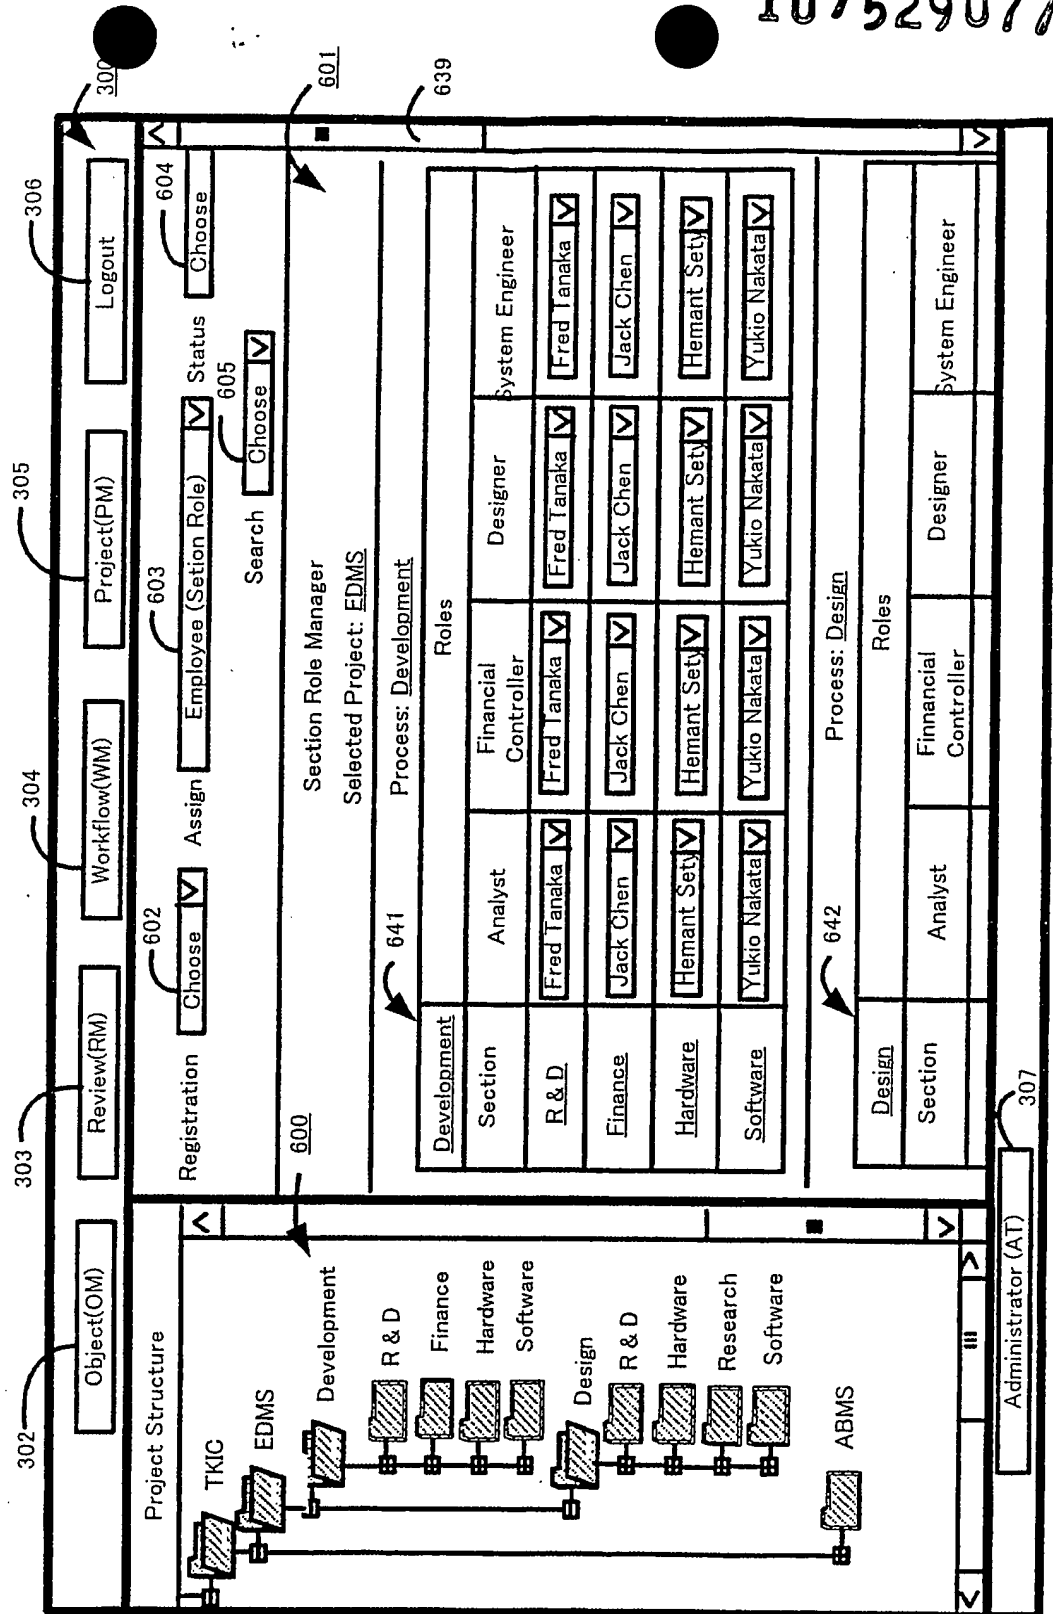 10/529077
302 303 304 305 306 300
Object(OM) Review(RM) Workflow(WM) Project(PM) Logout
Project Structure
TKIC
EDMS
Development
R & D
Finance
Hardware
Software
Design
R & D
Hardware
Research
Software
ABMS
600
602 603 604
Registration Choose Assign Employee (Setion Role) Status Choose
605
Search Choose
601
639
Section Role Manager
Selected Project: EDMS
Process: Development
641
Development Roles
Section Analyst Financial Controller Designer System Engineer
R & D Fred Tanaka Fred Tanaka Fred Tanaka Fred Tanaka
Finance Jack Chen Jack Chen Jack Chen Jack Chen
Hardware Hemant Sety Hemant Sety Hemant Sety Hemant Sety
Software Yukio Nakata Yukio Nakata Yukio Nakata Yukio Nakata
Process: Design
642
Design Roles
Section Analyst Finnancial Controller Designer System Engineer
Administrator (AT)
307